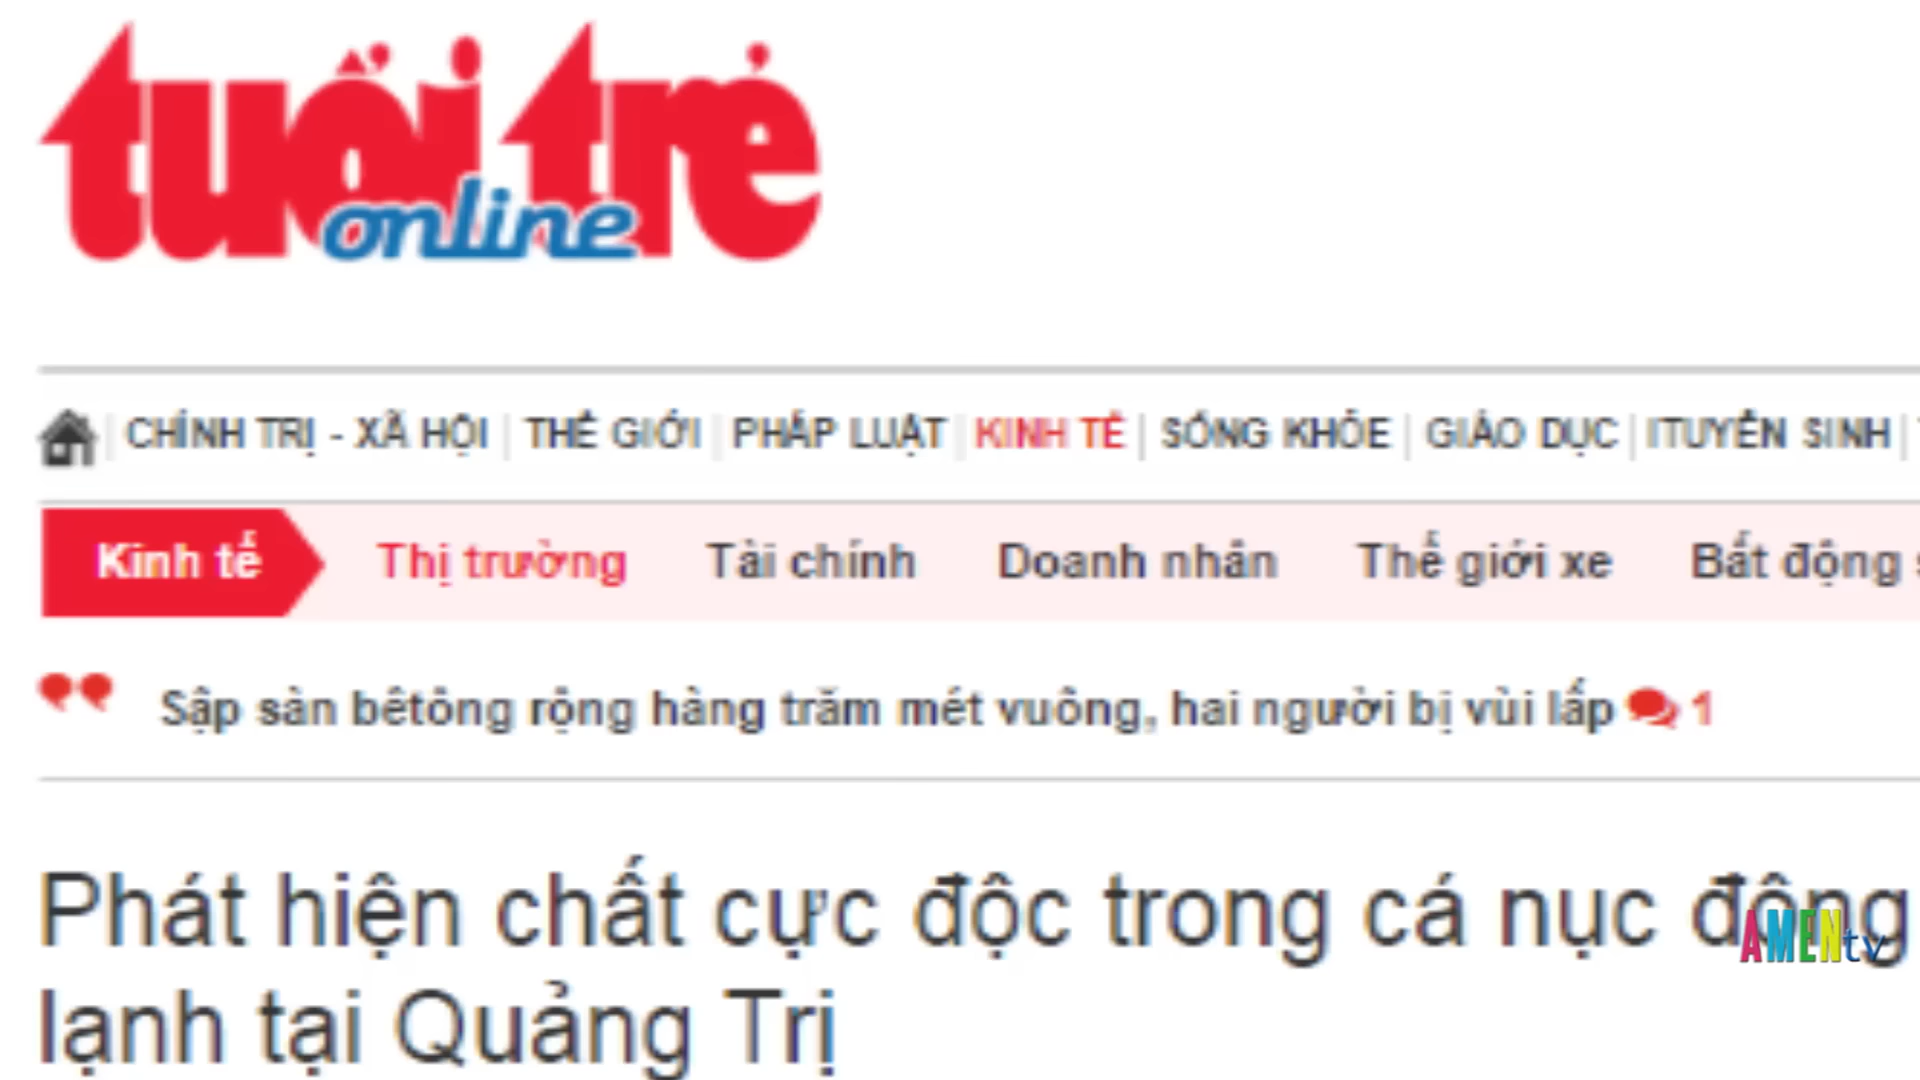 tuổi trẻ
online
CHÍNH TRỊ - XÃ HỘI | THẾ GIỚI | PHÁP LUẬT | KINH TẾ | SỐNG KHỎE | GIÁO DỤC | ITUYỂN SINH |
Kinh tế Thị trường Tài chính Doanh nhân Thế giới xe Bất động
Sập sàn bêtông rộng hàng trăm mét vuông, hai người bị vùi lấp 1
Phát hiện chất cực độc trong cá nục đông
AMENtv
lạnh tại Quảng Trị